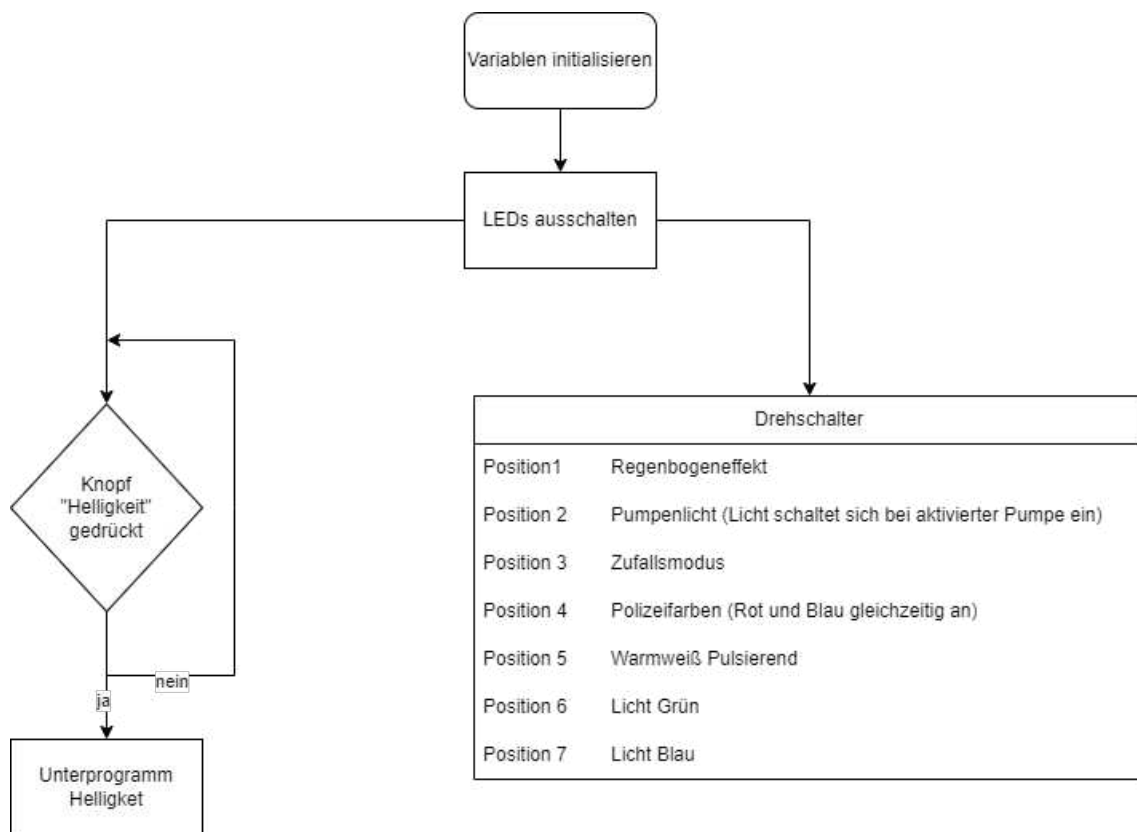 Variablen initialisieren
LEDs ausschalten
Knopf
"Helligkeit"
gedrückt
nein
ja
Unterprogramm
Helligket
Drehschalter
Position1 Regenbogeneffekt
Position 2 Pumpenlicht (Licht schaltet sich bei aktivierter Pumpe ein)
Position 3 Zufallsmodus
Position 4 Polizeifarben (Rot und Blau gleichzeitig an)
Position 5 Warmweiß Pulsierend
Position 6 Licht Grün
Position 7 Licht Blau